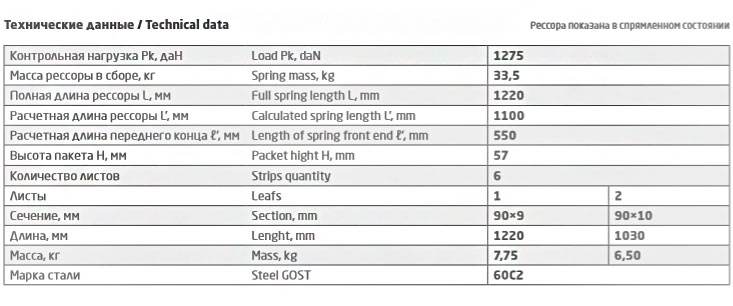 Технические данные / Technical data Рессора показана в спрямленном состоянии
Контрольная нагрузка Pk, даН Load Pk, daN 1275
Масса рессоры в сборе, кг Spring mass, kg 33,5
Полная длина рессоры L, мм Full spring length L, mm 1220
Расчетная длина рессоры L', мм Calculated spring length L', mm 1100
Расчетная длина переднего конца ℓ', мм Length of spring front end ℓ', mm 550
Высота пакета H, мм Packet hight H, mm 57
Количество листов Strips quantity 6
Листы Leafs 1 2
Сечение, мм Section, mm 90×9 90×10
Длина, мм Lenght, mm 1220 1030
Масса, кг Mass, kg 7,75 6,50
Марка стали Steel GOST 60С2